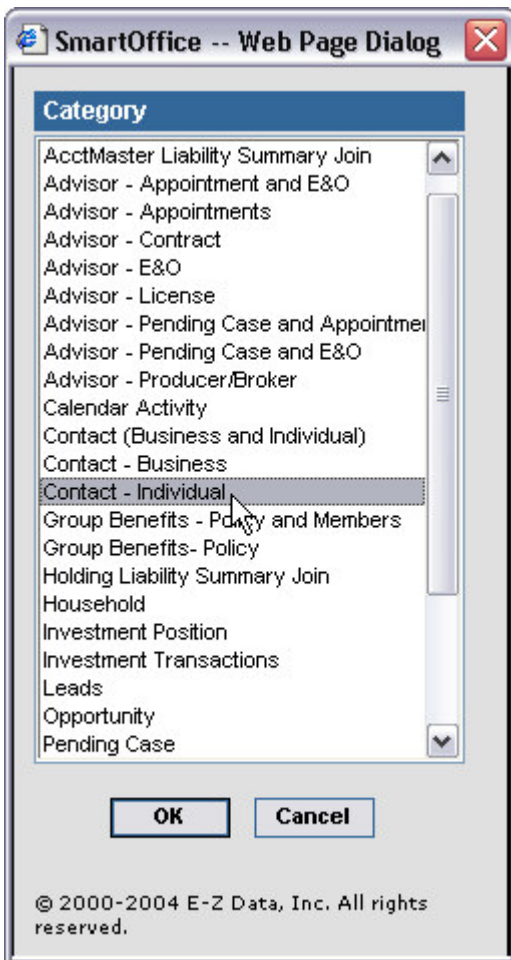 SmartOffice -- Web Page Dialog
Category
AcctMaster Liability Summary Join
Advisor - Appointment and E&O
Advisor - Appointments
Advisor - Contract
Advisor - E&O
Advisor - License
Advisor - Pending Case and Appointmen
Advisor - Pending Case and E&O
Advisor - Producer/Broker
Calendar Activity
Contact (Business and Individual)
Contact - Business
Contact - Individual
Group Benefits - Policy and Members
Group Benefits- Policy
Holding Liability Summary Join
Household
Investment Position
Investment Transactions
Leads
Opportunity
Pending Case
OK Cancel
© 2000-2004 E-Z Data, Inc. All rights
reserved.